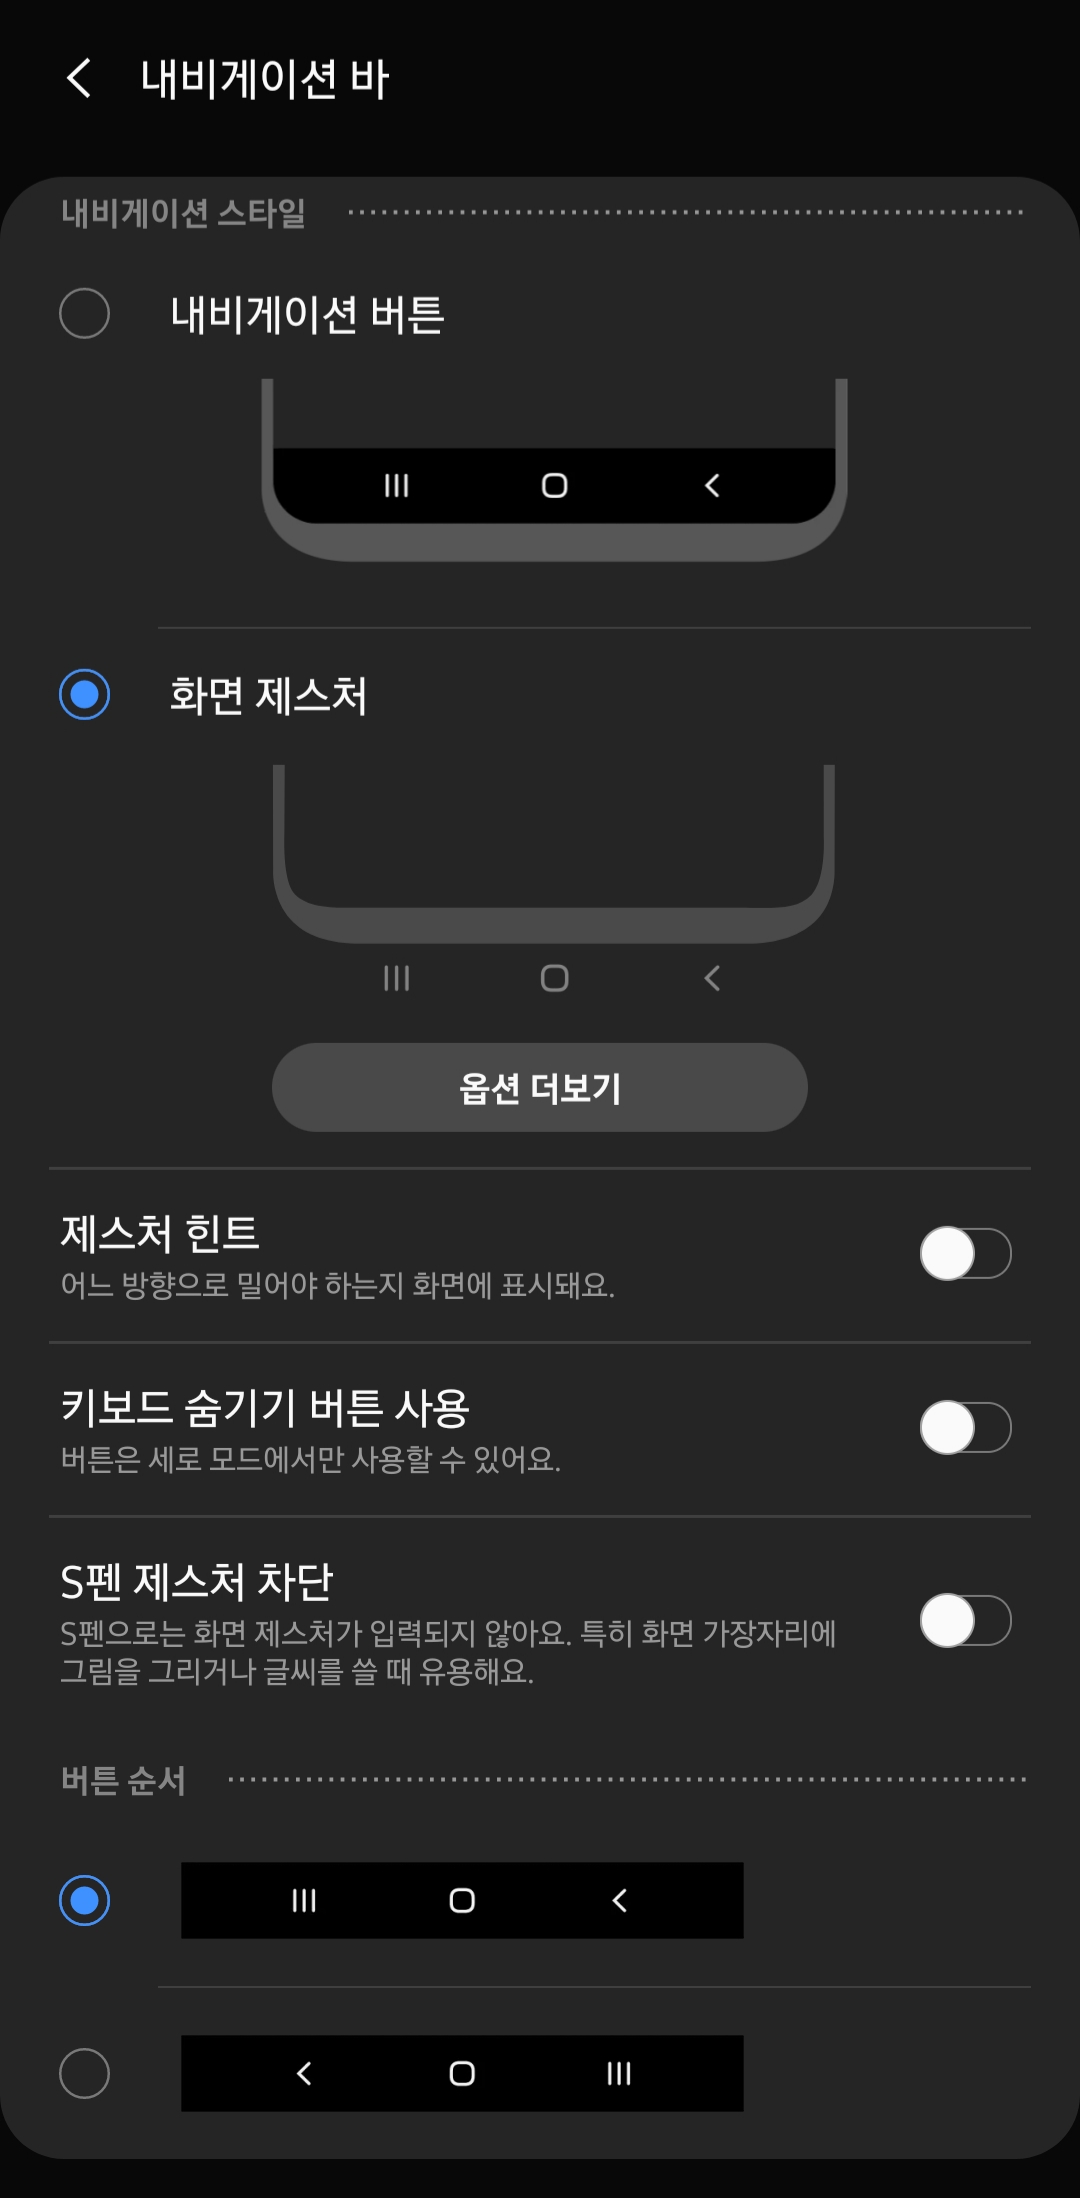 내비게이션 바
내비게이션 스타일
내비게이션 버튼
화면 제스처
옵션 더보기
제스처 힌트
어느 방향으로 밀어야 하는지 화면에 표시돼요.
키보드 숨기기 버튼 사용
버튼은 세로 모드에서만 사용할 수 있어요.
S펜 제스처 차단
S펜으로는 화면 제스처가 입력되지 않아요. 특히 화면 가장자리에
그림을 그리거나 글씨를 쓸 때 유용해요.
버튼 순서